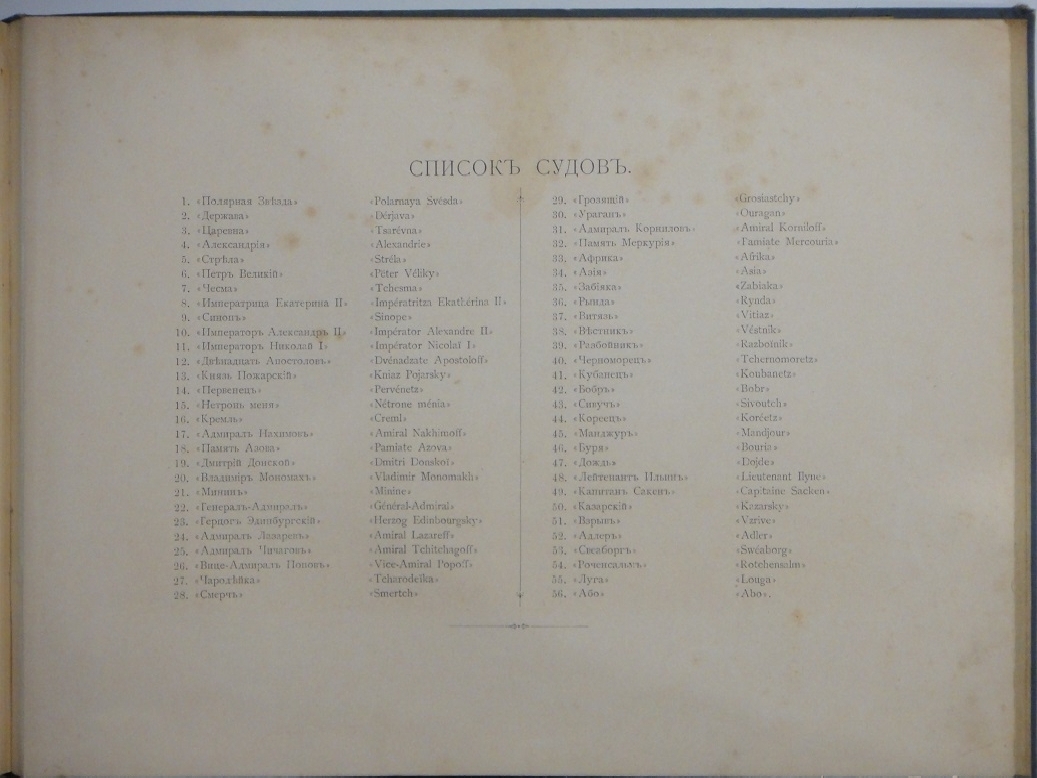 СПИСОКЪ СУДОВЪ.
1. «Полярная Звѣзда» «Polarnaya Svésda»
2. «Держава» «Dérjava»
3. «Царевна» «Tsarévna»
4. «Александрія» «Alexandrie»
5. «Стрѣла» «Stréla»
6. «Петръ Великій» «Péter Véliky»
7. «Чесма» «Tchesma»
8. «Императрица Екатерина II» «Impératritza Ekathérina II»
9. «Синопъ» «Sinope»
10. «Императоръ Александръ II» «Impérator Alexandre II»
11. «Императоръ Николай I» «Impérator Nicolaï I»
12. «Двѣнадцать Апостоловъ» «Dvénadzate Apostoloff»
13. «Князь Пожарскій» «Kniaz Pojarsky»
14. «Первенецъ» «Pervénetz»
15. «Нетронь меня» «Nétrone ménia»
16. «Кремль» «Creml»
17. «Адмиралъ Нахимовъ» «Amiral Nakhimoff»
18. «Память Азова» «Pamiate Azova»
19. «Дмитрій Донской» «Dmitri Donskoï»
20. «Владиміръ Мономахъ» «Vladimir Monomakh»
21. «Мининъ» «Minine»
22. «Генералъ-Адмиралъ» «Général-Admiral»
23. «Герцогъ Эдинбургскій» «Herzog Edinbourgsky»
24. «Адмиралъ Лазаревъ» «Amiral Lazareff»
25. «Адмиралъ Чичаговъ» «Amiral Tchitchagoff»
26. «Вице-Адмиралъ Поповъ» «Vice-Amiral Popoff»
27. «Чародѣйка» «Tcharodeïka»
28. «Смерчъ» «Smertch»
29. «Грозящій» «Grosiastchy»
30. «Ураганъ» «Ouragan»
31. «Адмиралъ Корниловъ» «Amiral Korniloff»
32. «Память Меркурія» «Pamiate Mercouria»
33. «Африка» «Afrika»
34. «Азія» «Asia»
35. «Забіяка» «Zabiaka»
36. «Рында» «Rynda»
37. «Витязь» «Vitiaz»
38. «Вѣстникъ» «Véstnik»
39. «Разбойникъ» «Razboïnik»
40. «Черноморецъ» «Tchernomoretz»
41. «Кубанецъ» «Koubanetz»
42. «Бобръ» «Bobr»
43. «Сивучъ» «Sivoutch»
44. «Кореецъ» «Koréetz»
45. «Манджуръ» «Mandjour»
46. «Буря» «Bouria»
47. «Дождь» «Dojde»
48. «Лейтенантъ Ильинъ» «Lieutenant Ilyne»
49. «Капитанъ Сакенъ» «Capitaine Sacken»
50. «Казарскій» «Kazarsky»
51. «Взрывъ» «Vzrive»
52. «Адлеръ» «Adler»
53. «Свеаборгъ» «Swéaborg»
54. «Роченсальмъ» «Rotchensalm»
55. «Луга» «Louga»
56. «Або» «Abo».